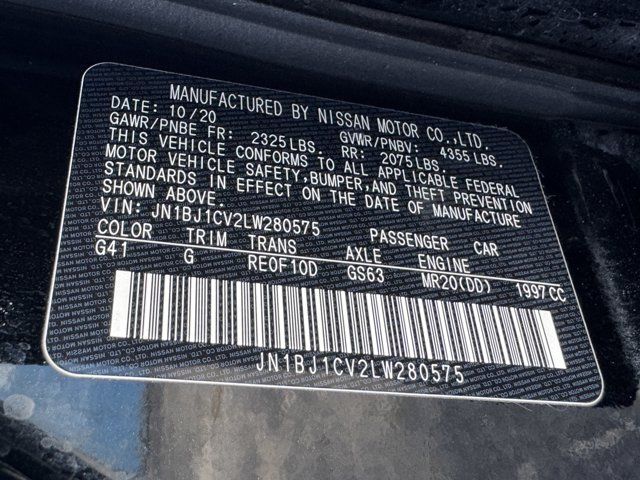 MANUFACTURED BY NISSAN MOTOR CO.,LTD.
DATE: 10/20
GVWR/PNBV: 4355 LBS.
GAWR/PNBE FR: 2325 LBS. RR: 2075 LBS.
THIS VEHICLE CONFORMS TO ALL APPLICABLE FEDERAL
MOTOR VEHICLE SAFETY,BUMPER,AND THEFT PREVENTION
STANDARDS IN EFFECT ON THE DATE OF MANUFACTURE
SHOWN ABOVE.
VIN: JN1BJ1CV2LW280575 PASSENGER CAR
COLOR TRIM TRANS AXLE ENGINE
G41 G RE0F10D GS63 MR20(DD) 1997 CC
JN1BJ1CV2LW280575